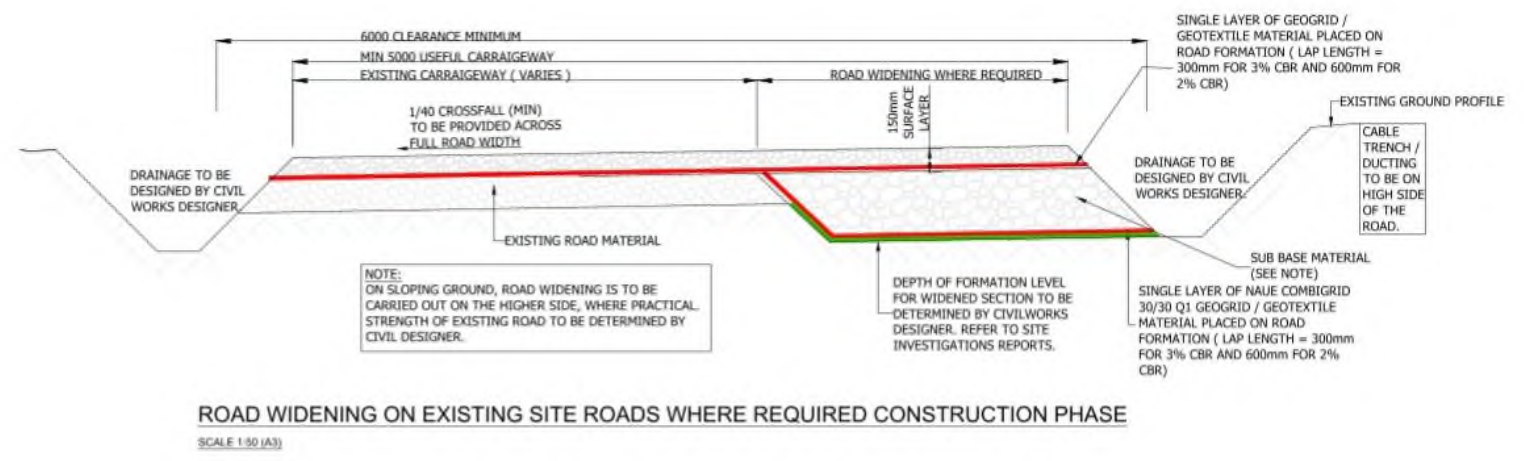 6000 CLEARANCE MINIMUM
MIN 5000 USEFUL CARRAIGEWAY
EXISTING CARRAIGEWAY ( VARIES )
ROAD WIDENING WHERE REQUIRED
SINGLE LAYER OF GEOGRID /
GEOTEXTILE MATERIAL PLACED ON
ROAD FORMATION ( LAP LENGTH =
300mm FOR 3% CBR AND 600mm FOR
2% CBR)
1/40 CROSSFALL (MIN)
TO BE PROVIDED ACROSS
FULL ROAD WIDTH
150mm
SURFACE
LAYER
EXISTING GROUND PROFILE
CABLE
TRENCH /
DUCTING
TO BE ON
HIGH SIDE
OF THE
ROAD.
DRAINAGE TO BE
DESIGNED BY CIVIL
WORKS DESIGNER.
DRAINAGE TO BE
DESIGNED BY CIVIL
WORKS DESIGNER.
EXISTING ROAD MATERIAL
NOTE:
ON SLOPING GROUND, ROAD WIDENING IS TO BE
CARRIED OUT ON THE HIGHER SIDE, WHERE PRACTICAL.
STRENGTH OF EXISTING ROAD TO BE DETERMINED BY
CIVIL DESIGNER.
DEPTH OF FORMATION LEVEL
FOR WIDENED SECTION TO BE
DETERMINED BY CIVILWORKS
DESIGNER. REFER TO SITE
INVESTIGATIONS REPORTS.
SUB BASE MATERIAL
(SEE NOTE)
SINGLE LAYER OF NAUE COMBIGRID
30/30 Q1 GEOGRID / GEOTEXTILE
MATERIAL PLACED ON ROAD
FORMATION ( LAP LENGTH = 300mm
FOR 3% CBR AND 600mm FOR 2%
CBR)
ROAD WIDENING ON EXISTING SITE ROADS WHERE REQUIRED CONSTRUCTION PHASE
SCALE 1:50 (A3)